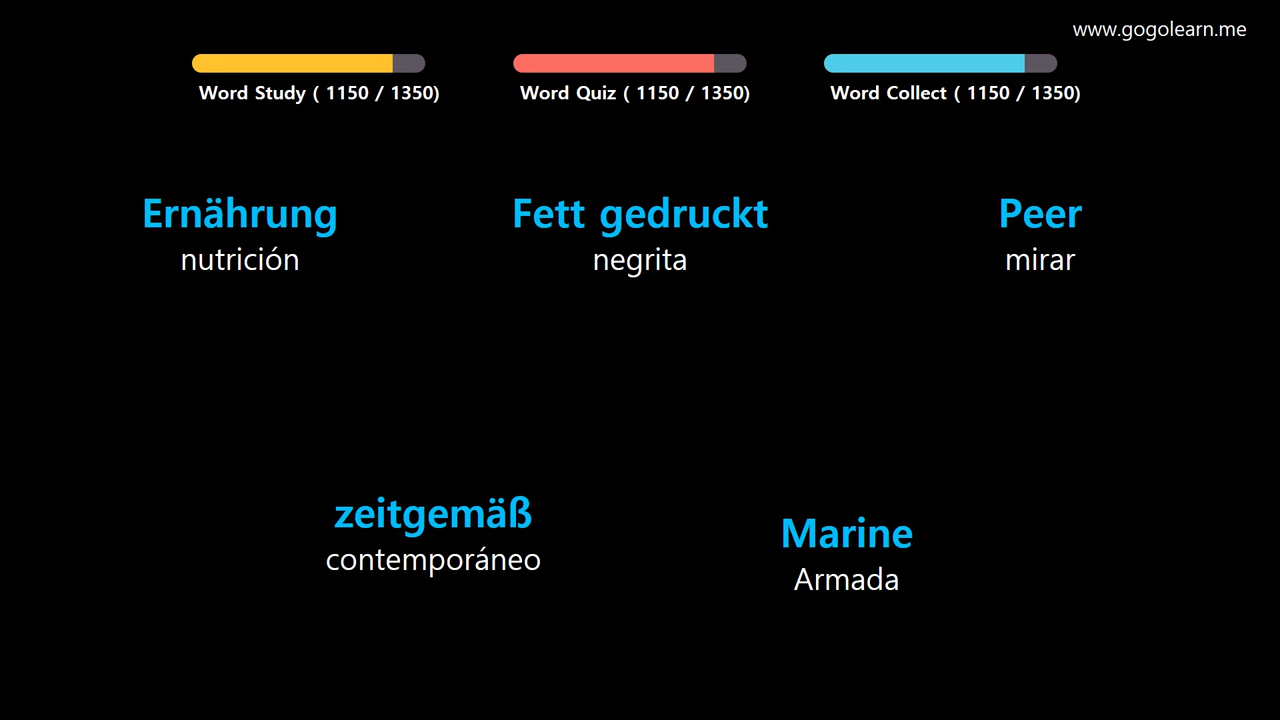 www.gogolearn.me
Word Study ( 1150 / 1350)
Word Quiz ( 1150 / 1350)
Word Collect ( 1150 / 1350)
Ernährung
nutrición
Fett gedruckt
negrita
Peer
mirar
zeitgemäß
contemporáneo
Marine
Armada